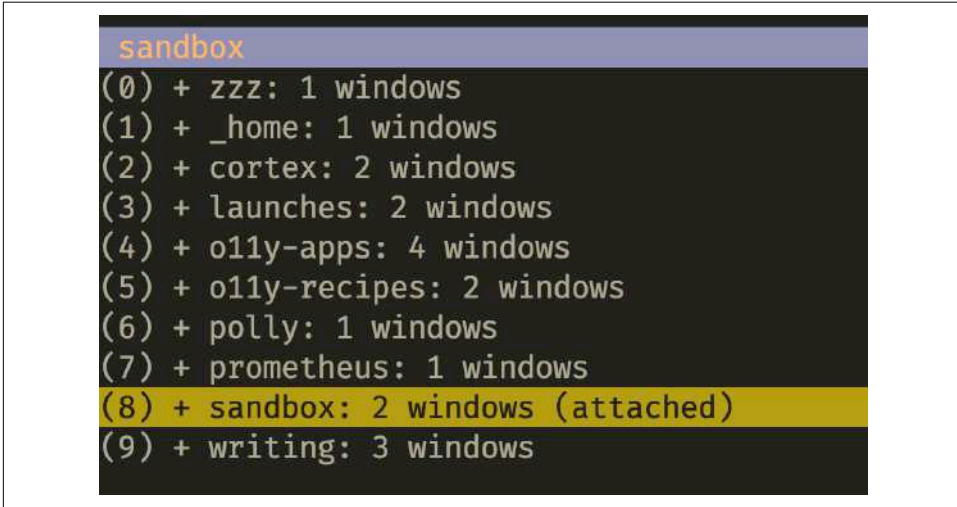 sandbox
(0) + zzz: 1 windows
(1) + _home: 1 windows
(2) + cortex: 2 windows
(3) + launches: 2 windows
(4) + o11y-apps: 4 windows
(5) + o11y-recipes: 2 windows
(6) + polly: 1 windows
(7) + prometheus: 1 windows
(8) + sandbox: 2 windows (attached)
(9) + writing: 3 windows